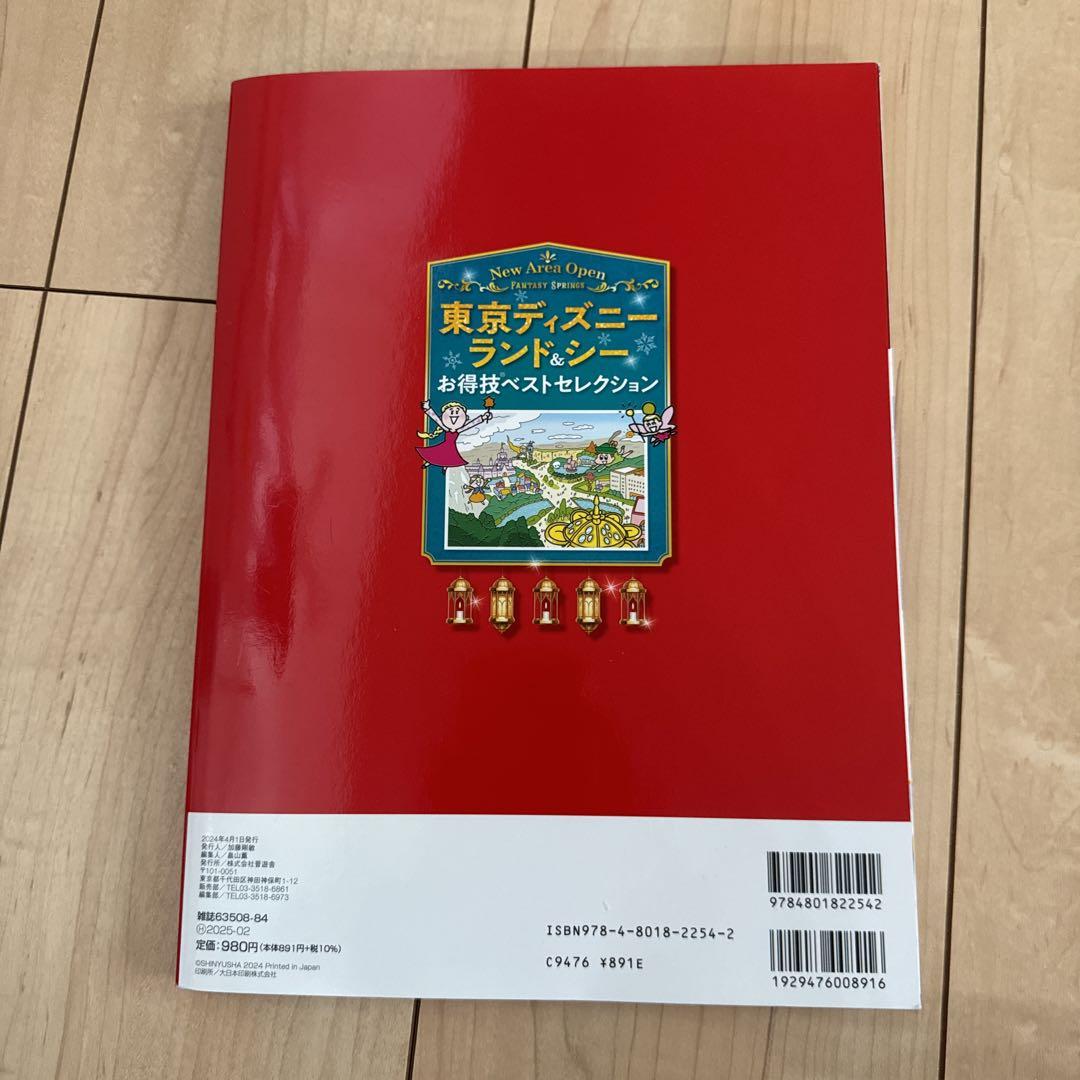 New Area Open
FANTASY SPRINGS
東京ディズニー
ランド&シー
お得技®ベストセレクション
2024年4月1日発行
発行人/加藤剛敏
編集人/畠山薫
発行所/株式会社晋遊舎
〒101-0051
東京都千代田区神田神保町1-12
販売部/TEL03-3518-6861
編集部/TEL03-3518-6973
雑誌63508-84
Ⓗ2025-02
定価:980円(本体891円+税10%)
©SHINYUSHA 2024 Printed in Japan
印刷所/大日本印刷株式会社
ISBN978-4-8018-2254-2
C9476 ¥891E
9784801822542
1929476008916